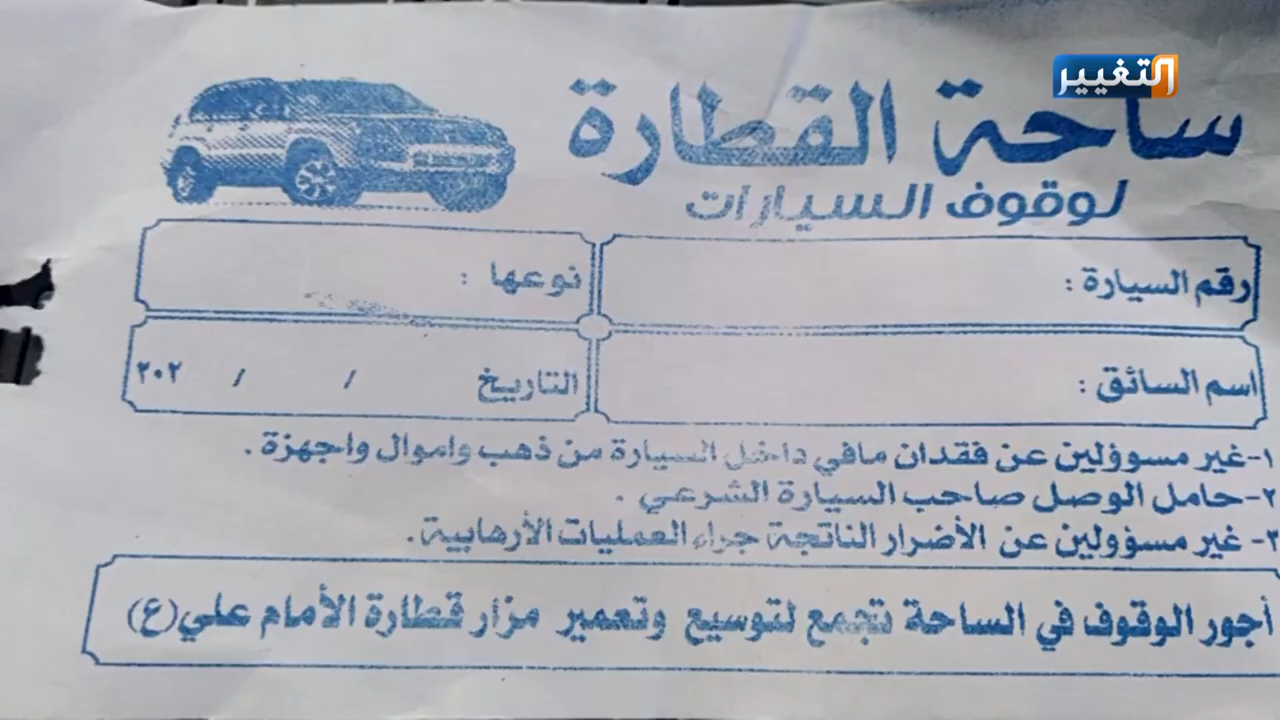 التغيير
ساحة القطارة
لوقوف السيارات
رقم السيارة :
نوعها :
اسم السائق :
التاريخ / / ٢٠٢
١-غير مسوؤلين عن فقدان مافي داخل السيارة من ذهب واموال واجهزة .
٢-حامل الوصل صاحب السيارة الشرعي .
٣- غير مسؤولين عن الأضرار الناتجة جراء العمليات الأرهابية .
أجور الوقوف في الساحة تجمع لتوسيع وتعمير مزار قطارة الأمام علي(ع)